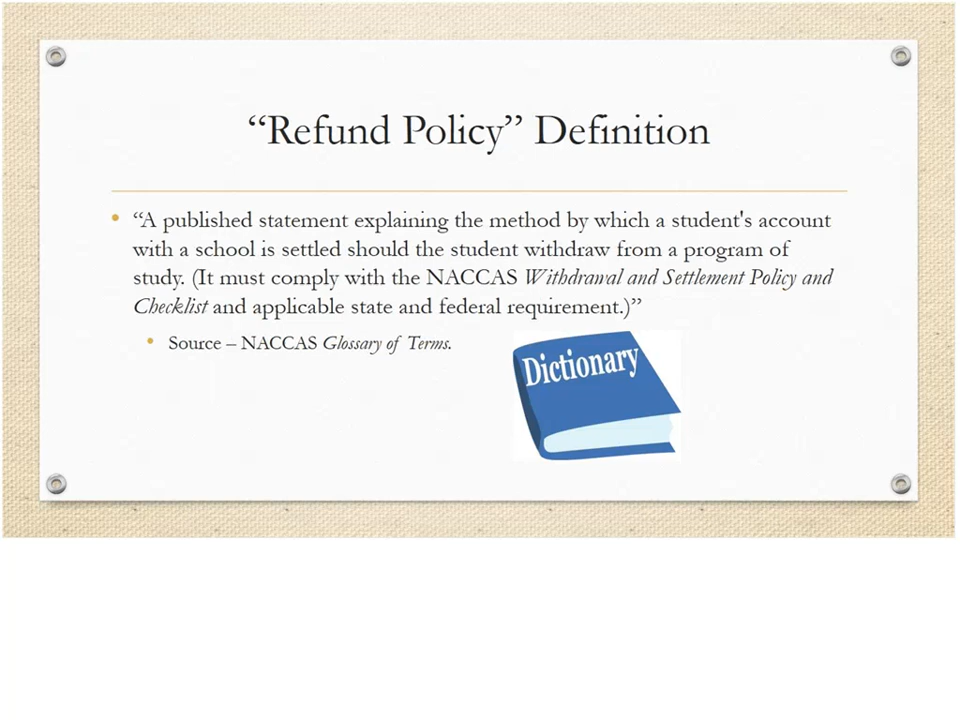 “Refund Policy” Definition
• “A published statement explaining the method by which a student's account
with a school is settled should the student withdraw from a program of
study. (It must comply with the NACCAS Withdrawal and Settlement Policy and
Checklist and applicable state and federal requirement.)”
• Source – NACCAS Glossary of Terms.
Dictionary